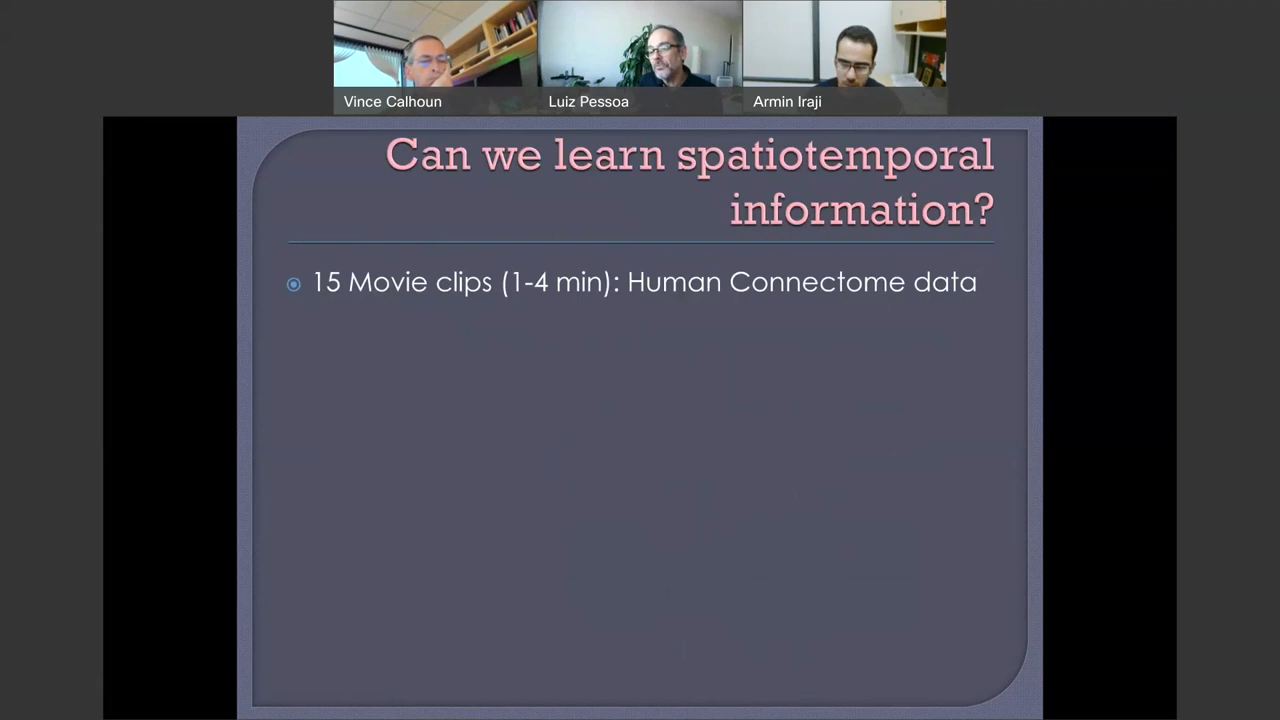 Vince Calhoun
Luiz Pessoa
Armin Iraji
Can we learn spatiotemporal
information?
15 Movie clips (1-4 min): Human Connectome data